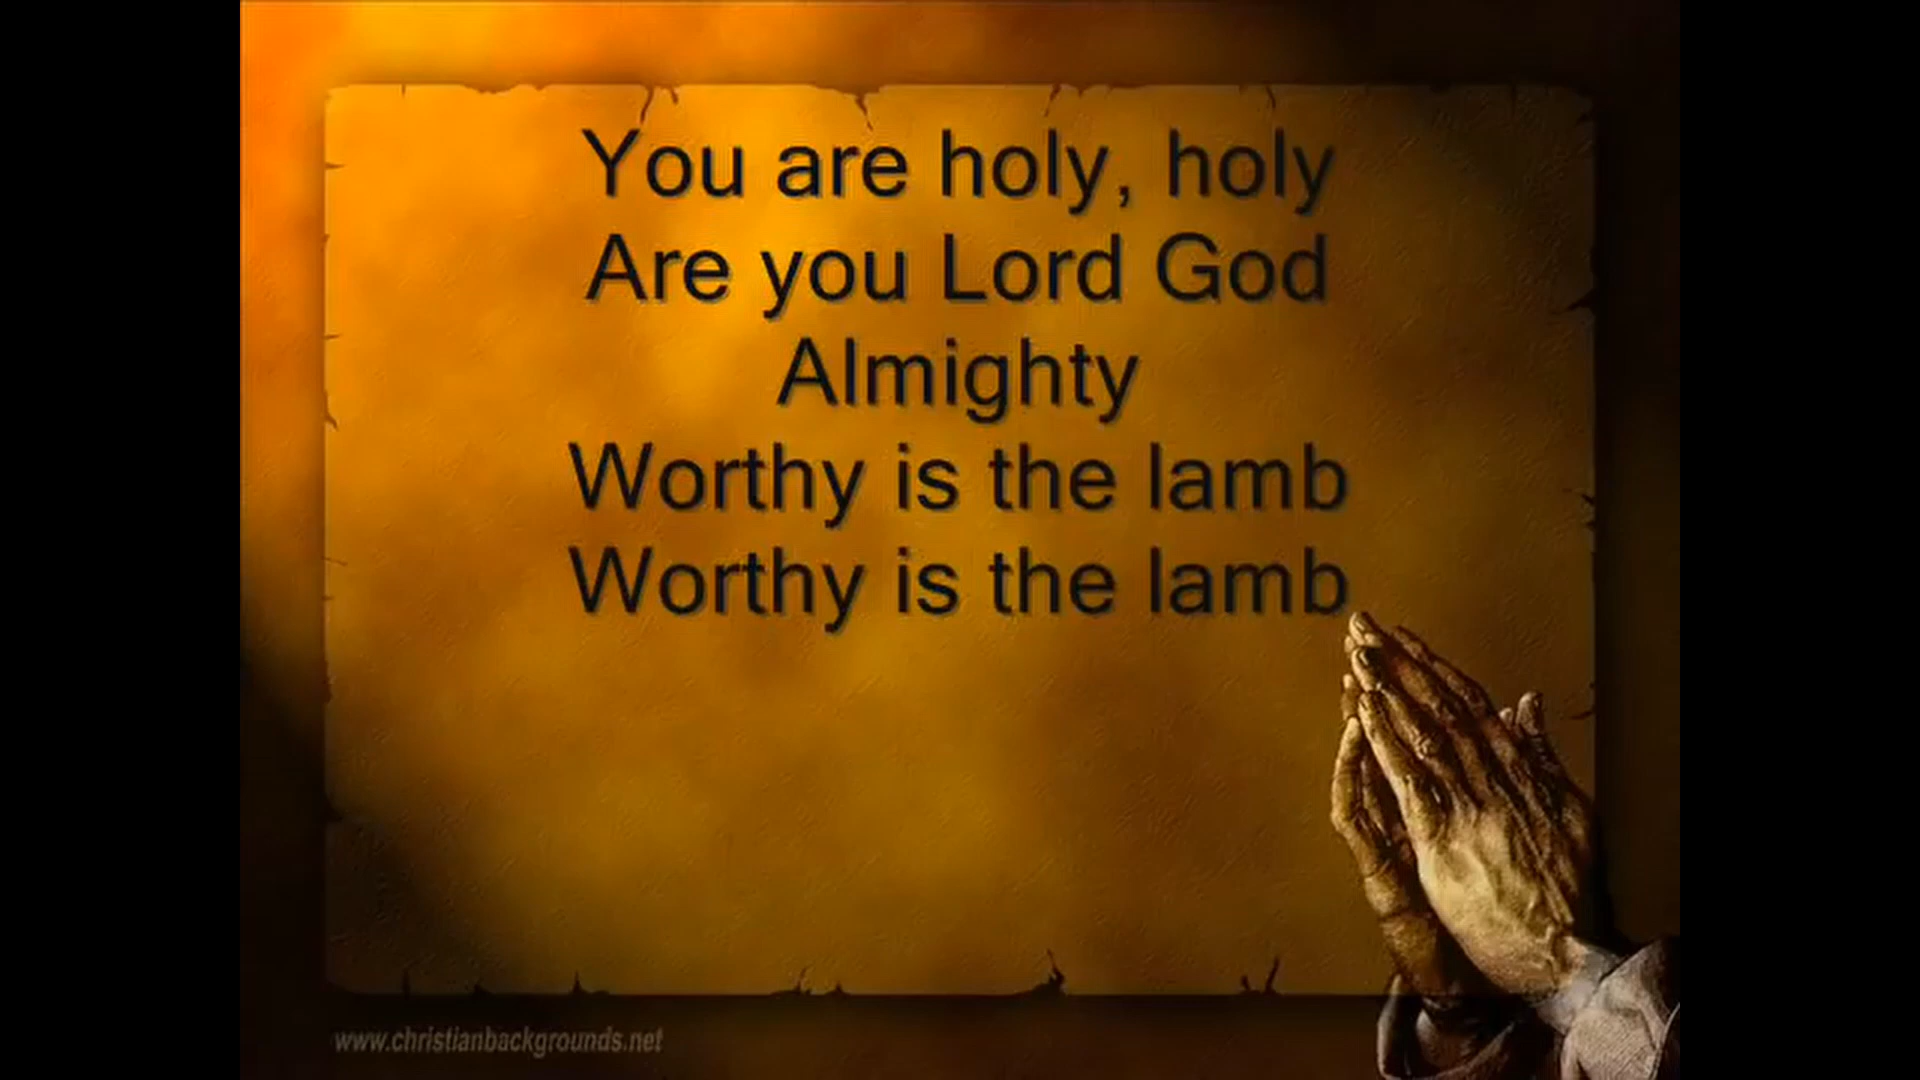 You are holy, holy
Are you Lord God
Almighty
Worthy is the lamb
Worthy is the lamb
www.christianbackgrounds.net